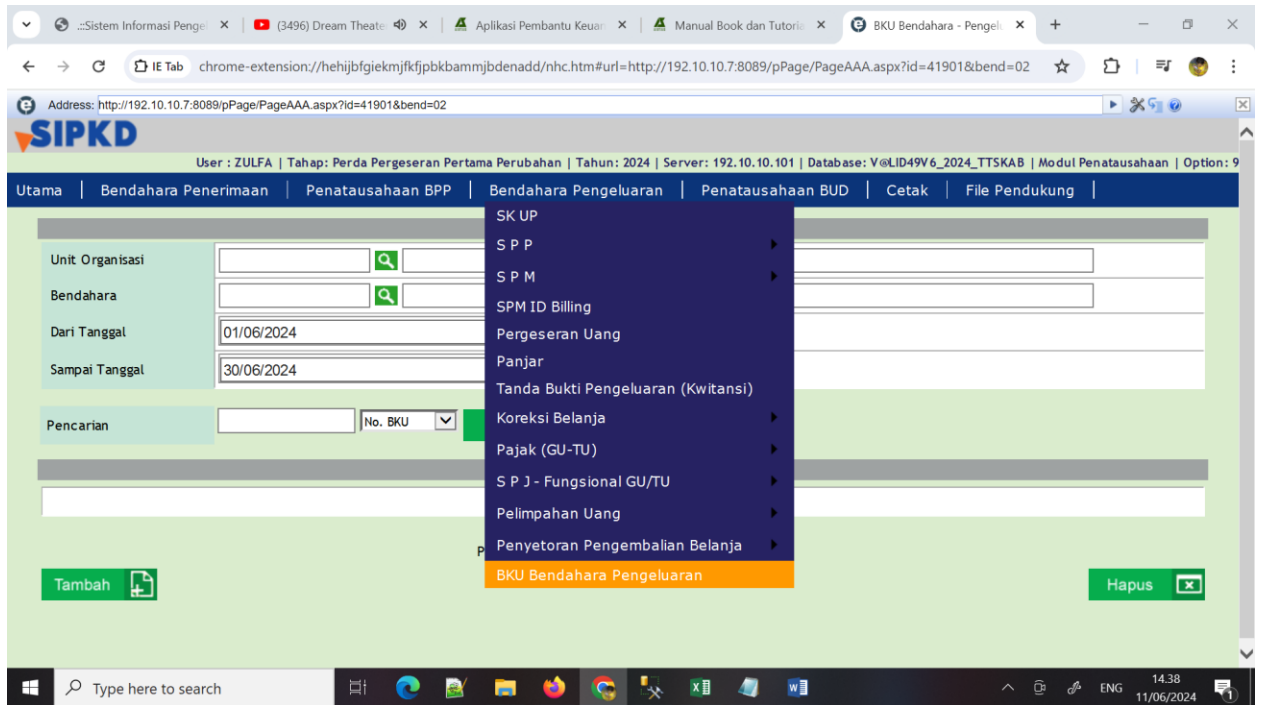 .::Sistem Informasi Pengel
(3496) Dream Theate
Aplikasi Pembantu Keuan
Manual Book dan Tutoria
BKU Bendahara - Pengelu
IE Tab
chrome-extension://hehijbfgiekmjfkfjpbkbammjbdenadd/nhc.htm#url=http://192.10.10.7:8089/pPage/PageAAA.aspx?id=41901&bend=02
Address: http://192.10.10.7:8089/pPage/PageAAA.aspx?id=41901&bend=02
SIPKD
User : ZULFA | Tahap: Perda Pergeseran Pertama Perubahan | Tahun: 2024 | Server: 192.10.10.101 | Database: V@LID49V6_2024_TTSKAB | Modul Penatausahaan | Option: 9
Utama | Bendahara Penerimaan | Penatausahaan BPP | Bendahara Pengeluaran | Penatausahaan BUD | Cetak | File Pendukung |
SK UP
S P P
S P M
SPM ID Billing
Pergeseran Uang
Panjar
Tanda Bukti Pengeluaran (Kwitansi)
Koreksi Belanja
Pajak (GU-TU)
S P J - Fungsional GU/TU
Pelimpahan Uang
Penyetoran Pengembalian Belanja
BKU Bendahara Pengeluaran
Unit Organisasi
Bendahara
Dari Tanggal 01/06/2024
Sampai Tanggal 30/06/2024
Pencarian No. BKU
P
Tambah
Hapus
Type here to search
ENG
14.38
11/06/2024
1